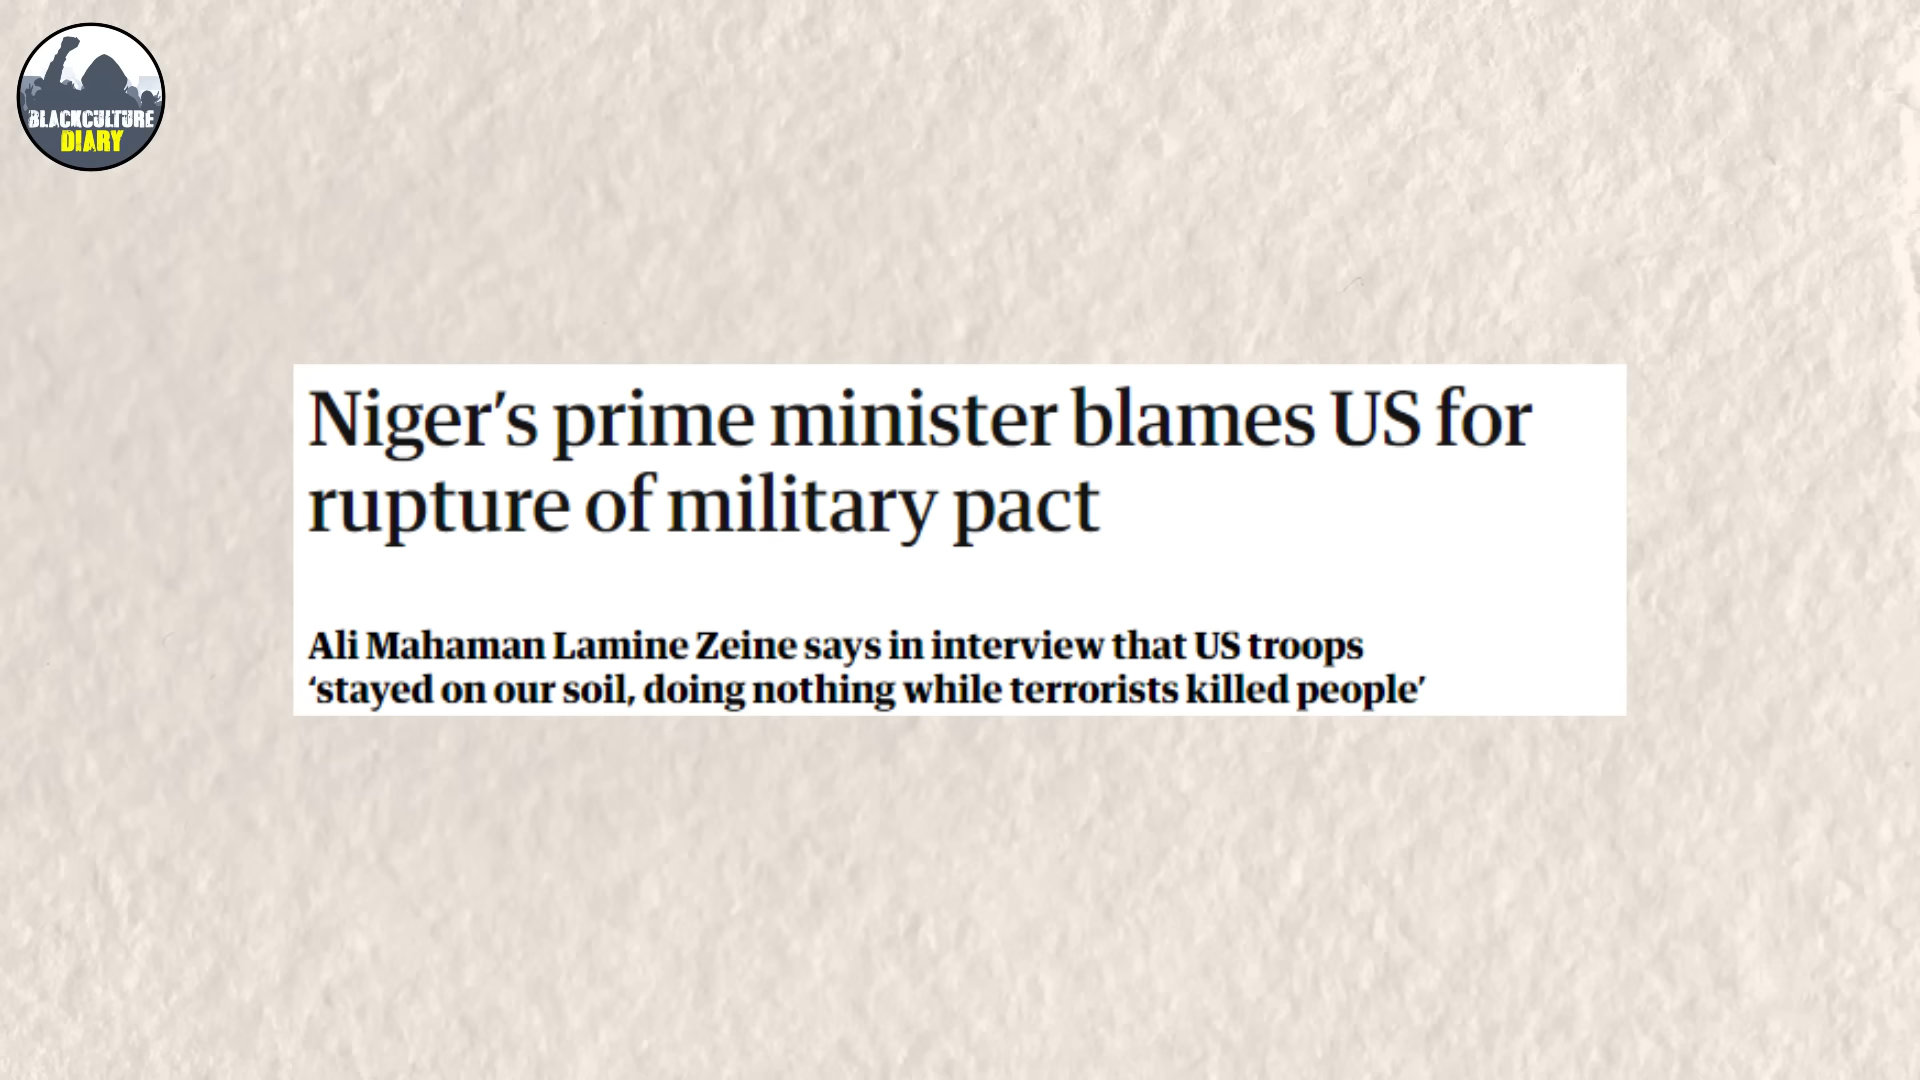 BLACKCULTURE
DIARY
Niger’s prime minister blames US for
rupture of military pact
Ali Mahaman Lamine Zeine says in interview that US troops
‘stayed on our soil, doing nothing while terrorists killed people’